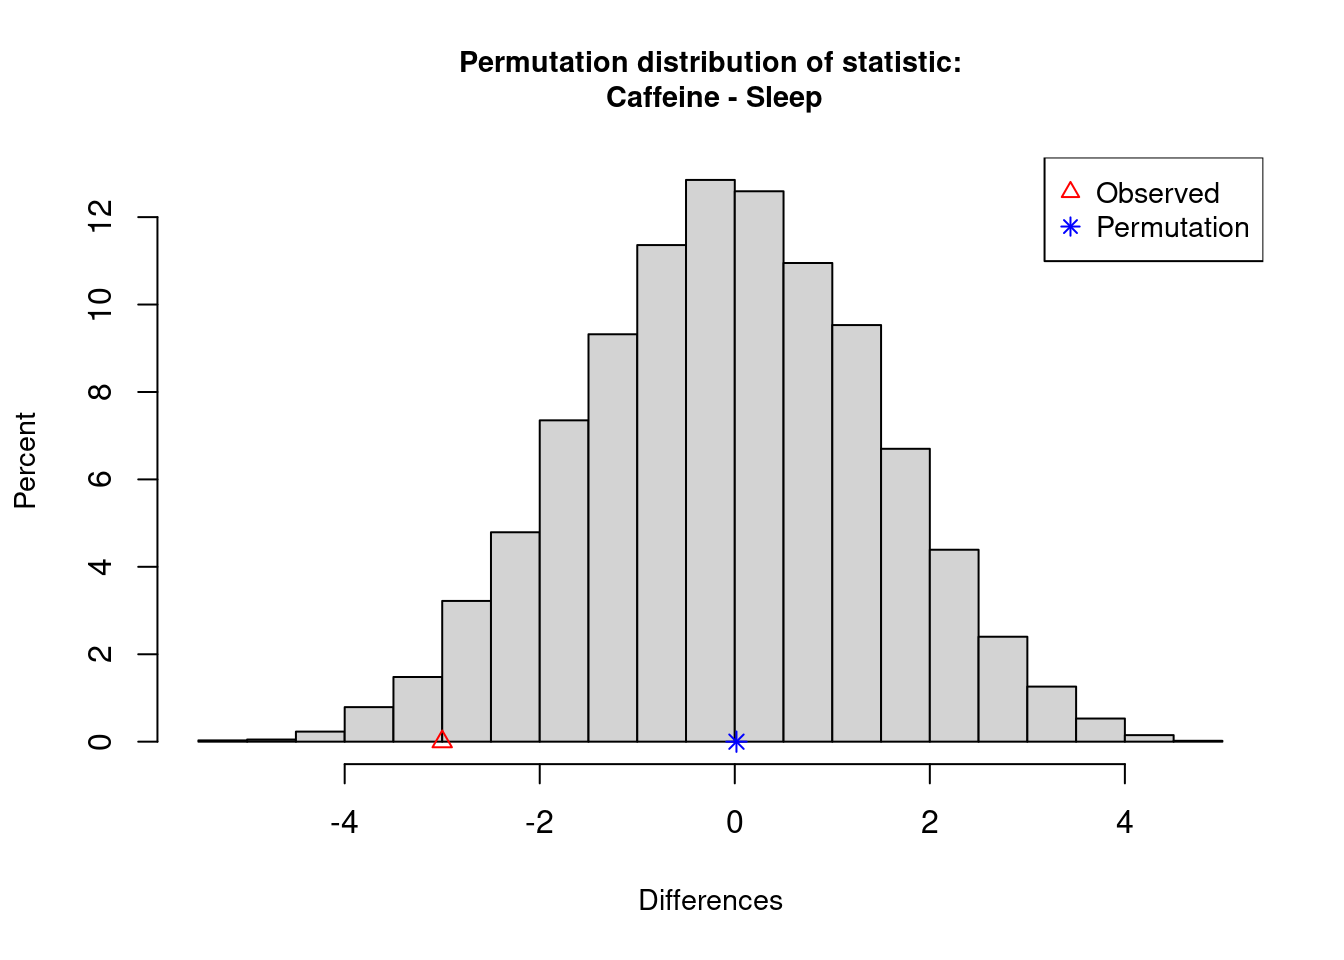 Permutation distribution of statistic:
Caffeine - Sleep
Observed
Permutation
Percent
12
10
8
6
4
2
0
-4 -2 0 2 4
Differences